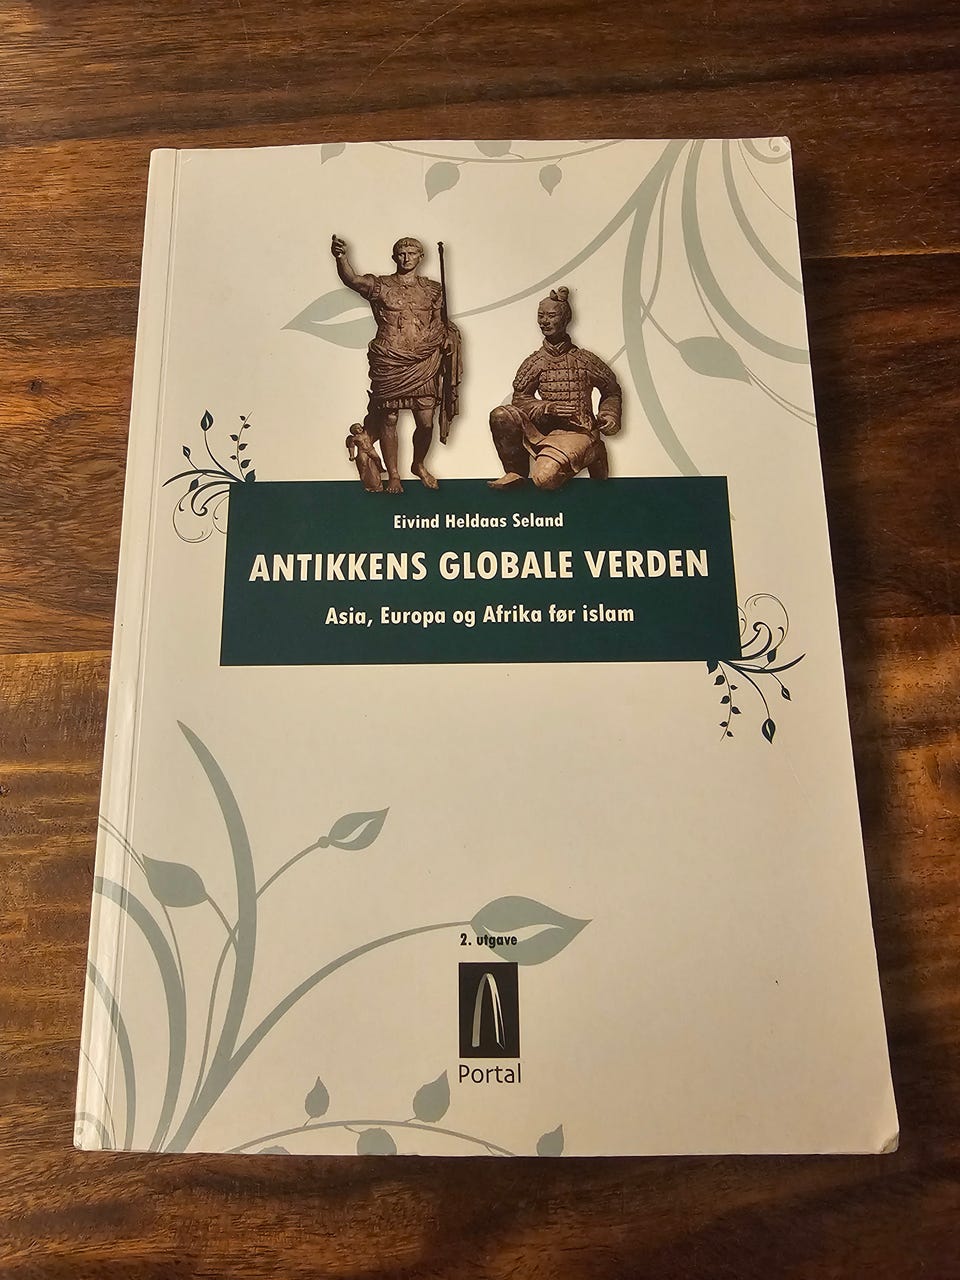 Eivind Heldaas Seland
ANTIKKENS GLOBALE VERDEN
Asia, Europa og Afrika før islam
2. utgave
Portal